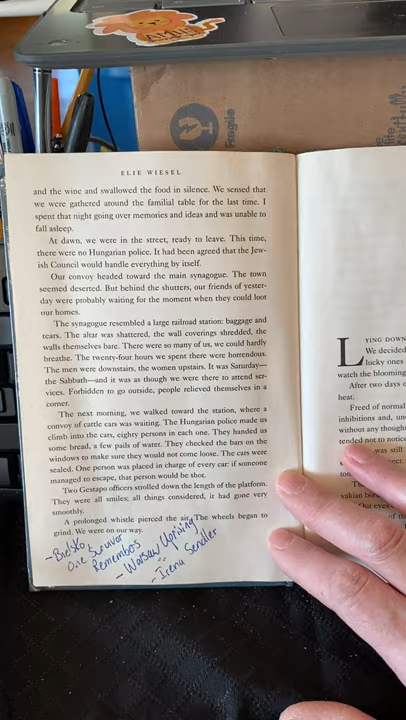 ELIE WIESEL
and the wine and swallowed the food in silence. We sensed that
we were gathered around the familial table for the last time. I
spent that night going over memories and ideas and was unable to
fall asleep.
At dawn, we were in the street, ready to leave. This time,
there were no Hungarian police. It had been agreed that the Jew-
ish Council would handle everything by itself.
Our convoy headed toward the main synagogue. The town
seemed deserted. But behind the shutters, our friends of yester-
day were probably waiting for the moment when they could loot
our homes.
The synagogue resembled a large railroad station: baggage and
tears. The altar was shattered, the wall coverings shredded, the
walls themselves bare. There were so many of us, we could hardly
breathe. The twenty-four hours we spent there were horrendous.
The men were downstairs, the women upstairs. It was Saturday—
the Sabbath—and it was as though we were there to attend ser-
vices. Forbidden to go outside, people relieved themselves in a
corner.
The next morning, we walked toward the station, where a
convoy of cattle cars was waiting. The Hungarian police made us
climb into the cars, eighty persons in each one. They handed us
some bread, a few pails of water. They checked the bars on the
windows to make sure they would not come loose. The cars were
sealed. One person was placed in charge of every car: if someone
managed to escape, that person would be shot.
Two Gestapo officers strolled down the length of the platform.
They were all smiles; all things considered, it had gone very
smoothly.
A prolonged whistle pierced the air. The wheels began to
grind. We were on our way.
- Bielsko
One Survivor
Remembers
- Warsaw Uprising
- Irena Sendler
LYING DOWN
We decided
lucky ones
watch the blooming
After two days o
heat.
Freed of normal
inhibitions and, un
without any though
tended not to notice
was still
vakian bor
Our eyes
Fragile